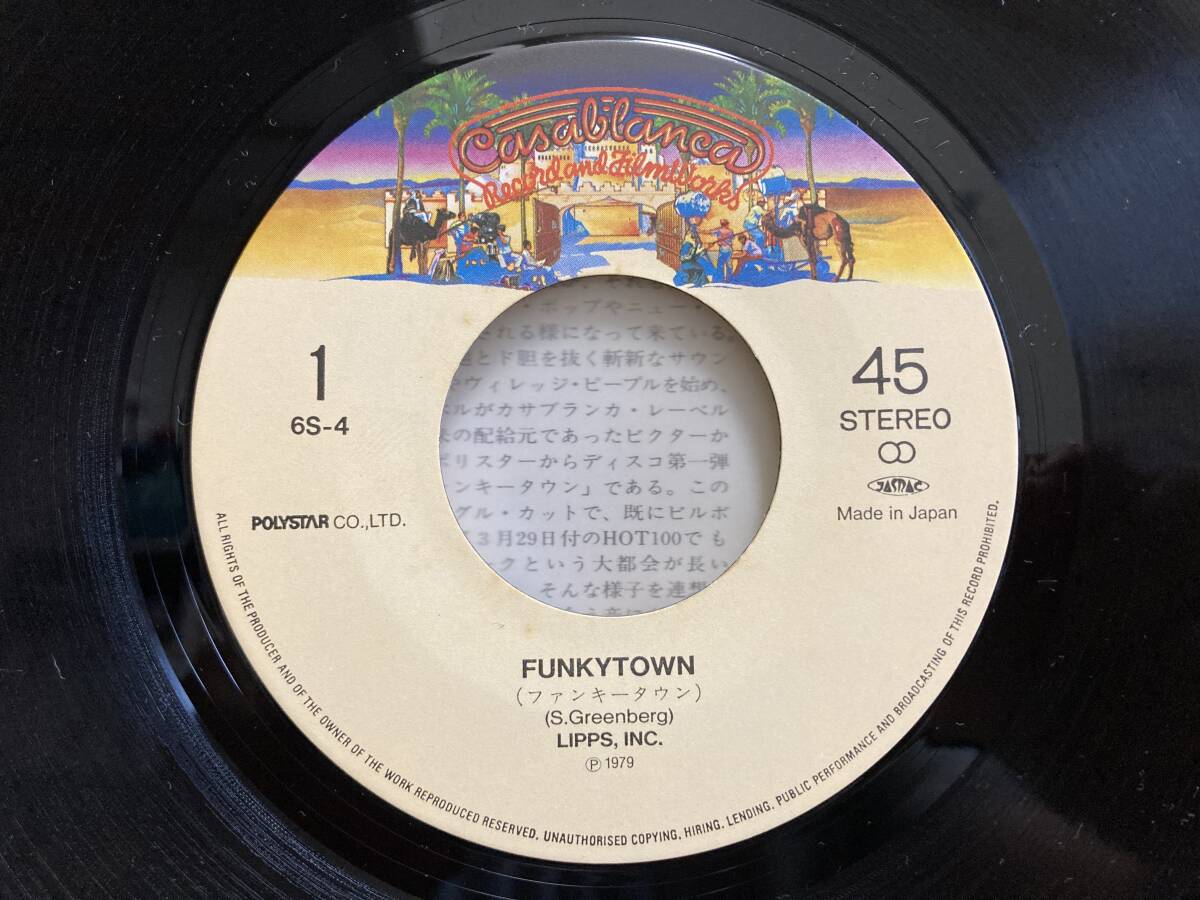 Casablanca
Record and FilmWorks
1
6S-4
45
STEREO
JASRAC
POLYSTAR CO.,LTD.
Made in Japan
ポップやニュー
される様になって来ている。
とド胆を抜く斬新なサウン
ヴィレッジ・ピープルを始め、
ルがカサブランカ・レーベル
の配給元であったビクターか
リスターからディスコ第一弾
ンキータウン」である。この
グル・カットで、既にビルボ
3月29日付のHOT100でも
クという大都会が長い
そんな様子を連想
FUNKYTOWN
(ファンキータウン)
(S.Greenberg)
LIPPS, INC.
Ⓟ 1979
ALL RIGHTS OF THE PRODUCER AND OF THE OWNER OF THE WORK REPRODUCED RESERVED. UNAUTHORISED COPYING, HIRING, LENDING, PUBLIC PERFORMANCE AND BROADCASTING OF THIS RECORD PROHIBITED.